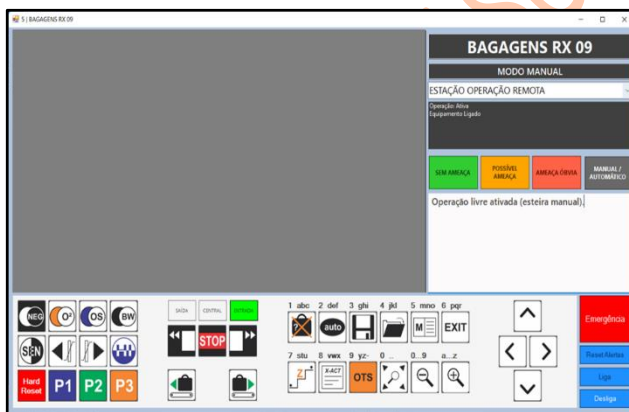 5 | BAGAGENS RX 09
BAGAGENS RX 09
MODO MANUAL
ESTAÇÃO OPERAÇÃO REMOTA
Operação: Ativa
Equipamento Ligado
SEM AMEAÇA
POSSÍVEL
AMEAÇA
AMEAÇA ÓBVIA
MANUAL /
AUTOMÁTICO
Operação livre ativada (esteira manual).
NEG O² OS BW
SEN
Hard
Reset
P1 P2 P3
SAÍDA CENTRAL ENTRADA
STOP
1 abc 2 def 3 ghi 4 jkl 5 mno 6 pqr
auto M EXIT
7 stu 8 vwx 9 yz- 0 .. 0...9 a...z
Z X-ACT OTS
Emergência
Reset Alertas
Liga
Desliga